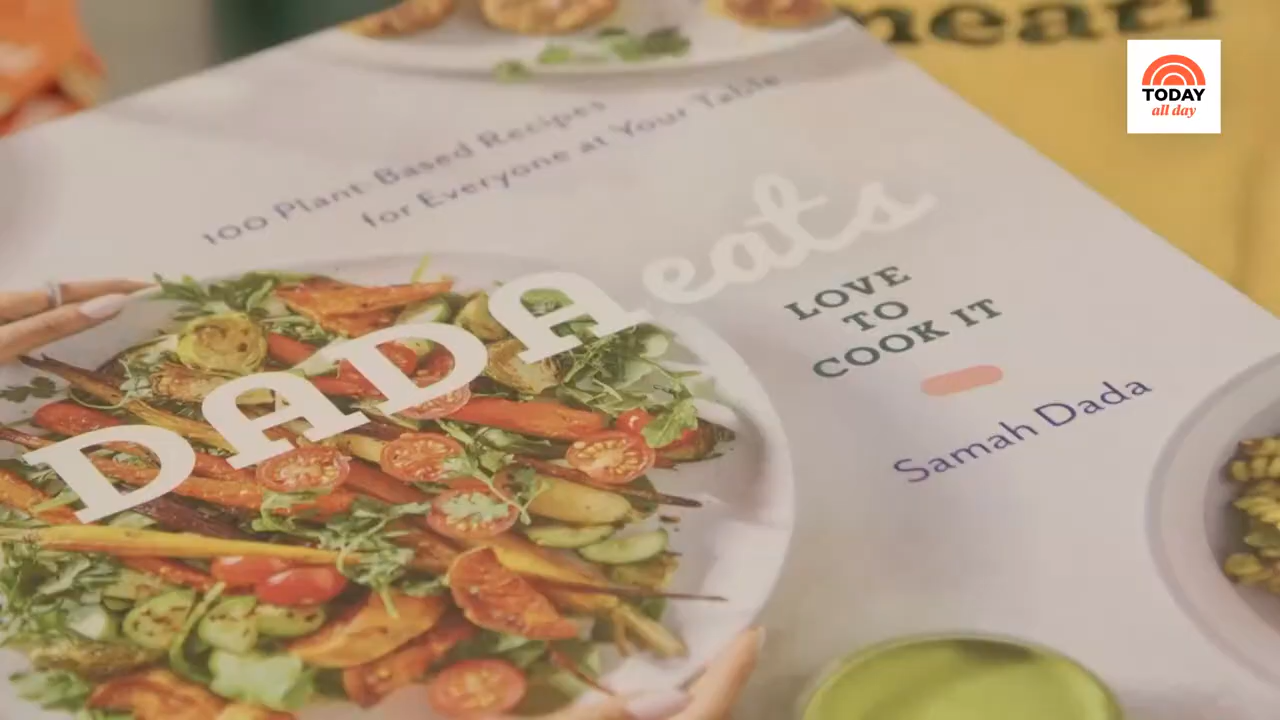 TODAY
all day
100 Plant-Based Recipes
for Everyone at Your Table
DADA eats
LOVE
TO
COOK IT
Samah Dada